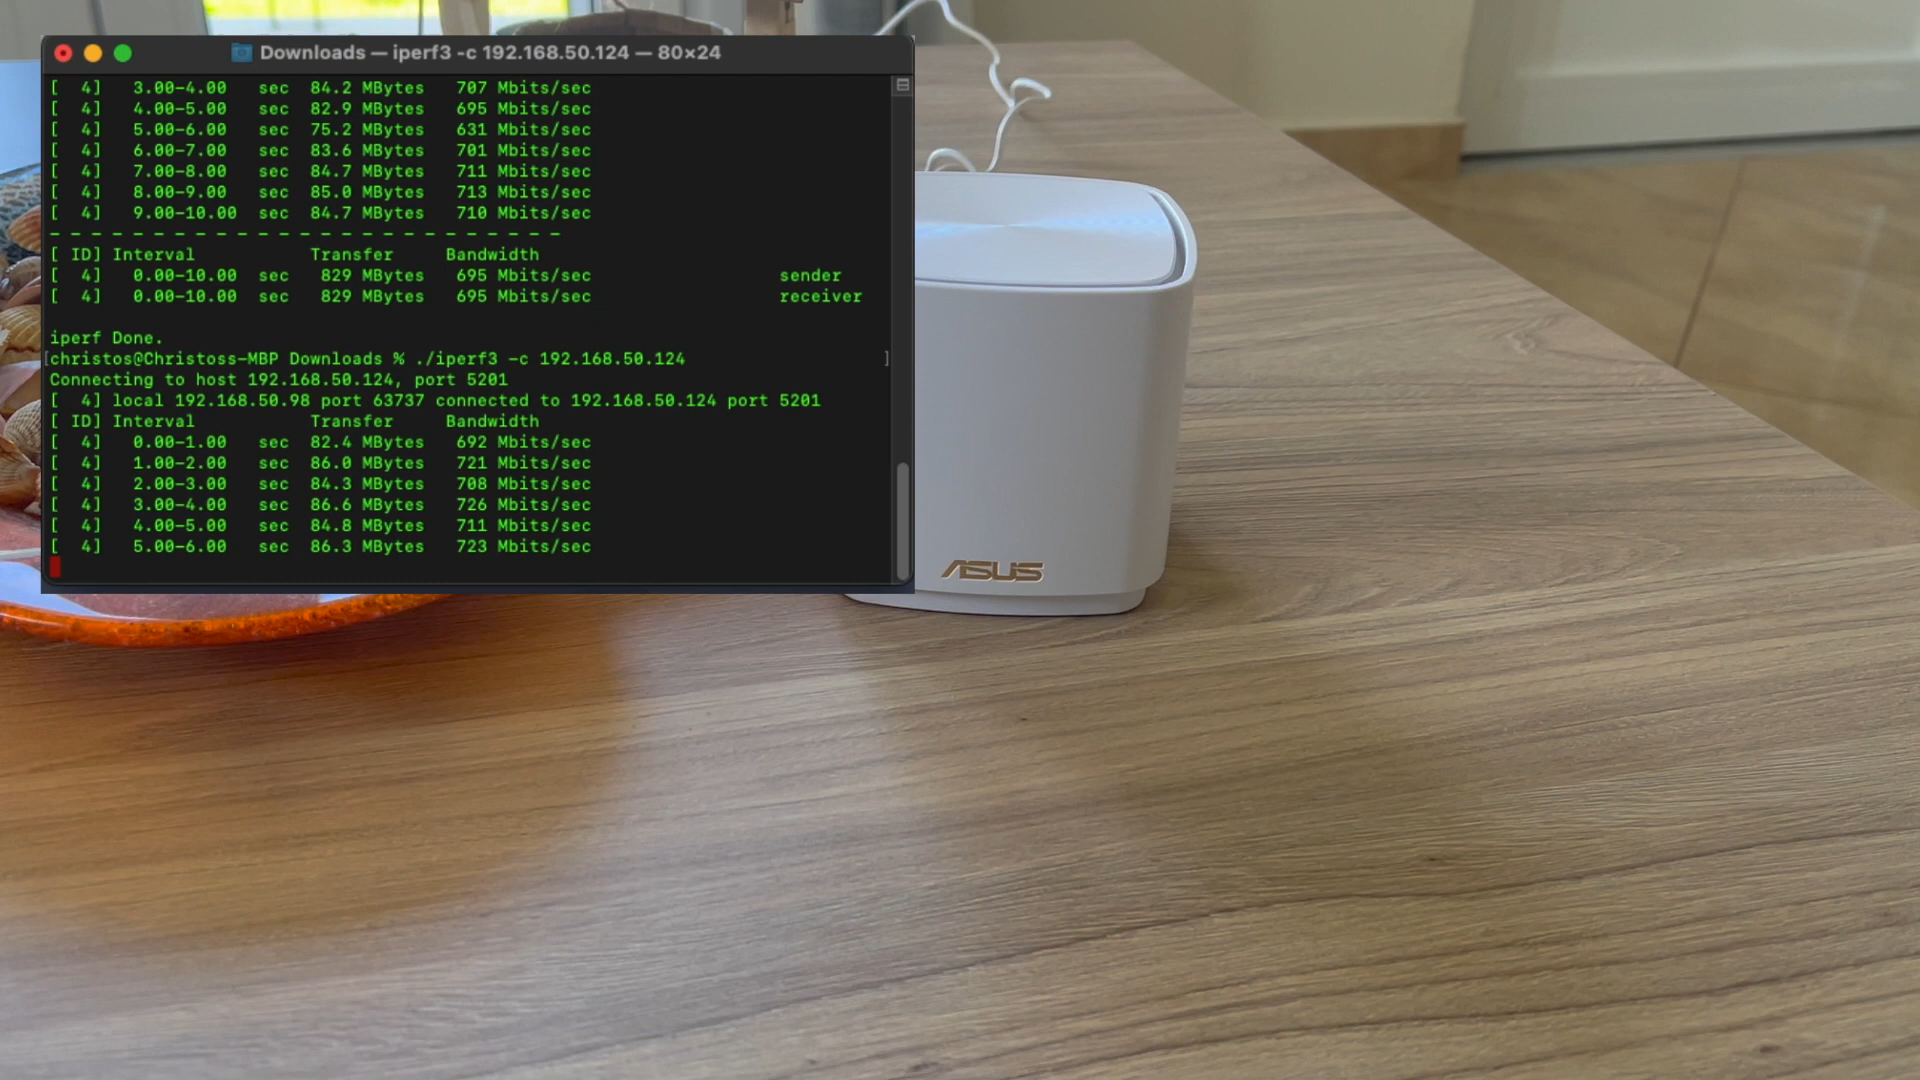 Downloads — iperf3 -c 192.168.50.124 — 80×24
[  4]   3.00-4.00   sec  84.2 MBytes   707 Mbits/sec
[  4]   4.00-5.00   sec  82.9 MBytes   695 Mbits/sec
[  4]   5.00-6.00   sec  75.2 MBytes   631 Mbits/sec
[  4]   6.00-7.00   sec  83.6 MBytes   701 Mbits/sec
[  4]   7.00-8.00   sec  84.7 MBytes   711 Mbits/sec
[  4]   8.00-9.00   sec  85.0 MBytes   713 Mbits/sec
[  4]   9.00-10.00  sec  84.7 MBytes   710 Mbits/sec
- - - - - - - - - - - - - - - - - - - - - - - - -
[ ID] Interval           Transfer     Bandwidth
[  4]   0.00-10.00  sec   829 MBytes   695 Mbits/sec                  sender
[  4]   0.00-10.00  sec   829 MBytes   695 Mbits/sec                  receiver
iperf Done.
[christos@Christoss-MBP Downloads % ./iperf3 -c 192.168.50.124                   ]
Connecting to host 192.168.50.124, port 5201
[  4] local 192.168.50.98 port 63737 connected to 192.168.50.124 port 5201
[ ID] Interval           Transfer     Bandwidth
[  4]   0.00-1.00   sec  82.4 MBytes   692 Mbits/sec
[  4]   1.00-2.00   sec  86.0 MBytes   721 Mbits/sec
[  4]   2.00-3.00   sec  84.3 MBytes   708 Mbits/sec
[  4]   3.00-4.00   sec  86.6 MBytes   726 Mbits/sec
[  4]   4.00-5.00   sec  84.8 MBytes   711 Mbits/sec
[  4]   5.00-6.00   sec  86.3 MBytes   723 Mbits/sec
ASUS